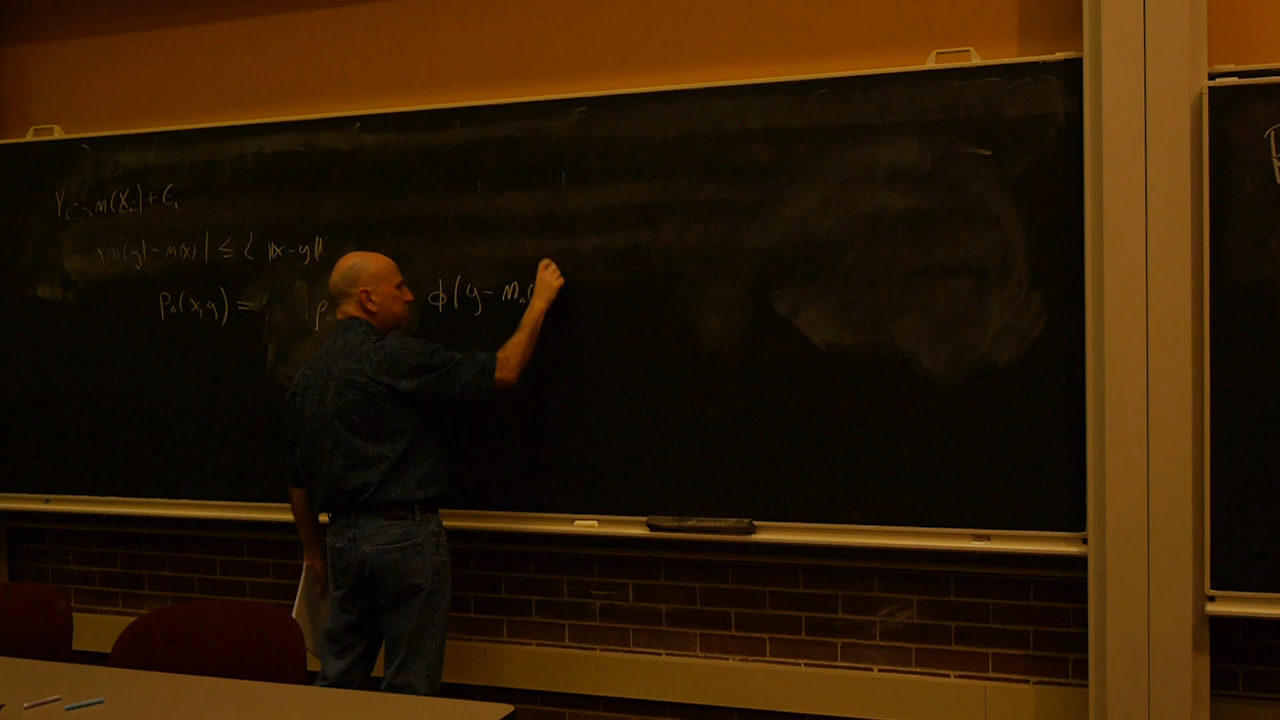 Y_i = m(X_i) + ε_i
|m(y) - m(x)| ≤ L ||x - y||
p_0(x,y) = p_0 φ(y - m_0(